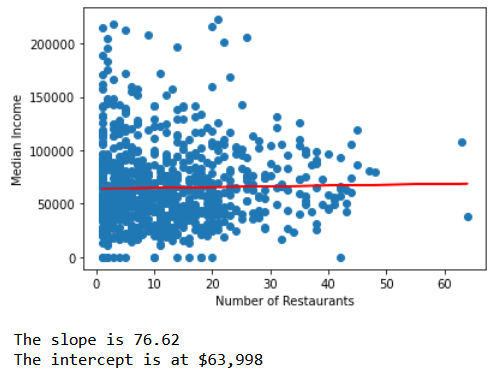 200000
150000
100000
50000
0
Median Income
0 10 20 30 40 50 60
Number of Restaurants
The slope is 76.62
The intercept is at $63,998